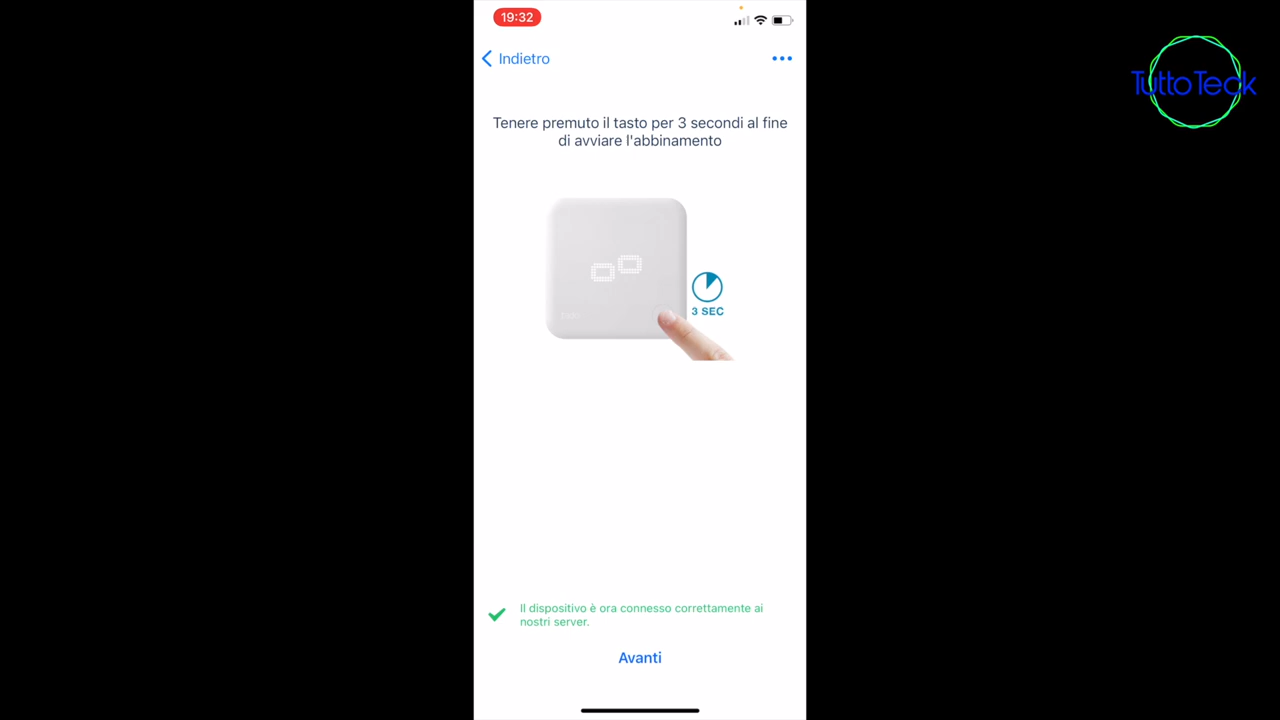 19:32
Indietro
TuttoTeck
Tenere premuto il tasto per 3 secondi al fine
di avviare l'abbinamento
3 SEC
tado
Il dispositivo è ora connesso correttamente ai
nostri server.
Avanti